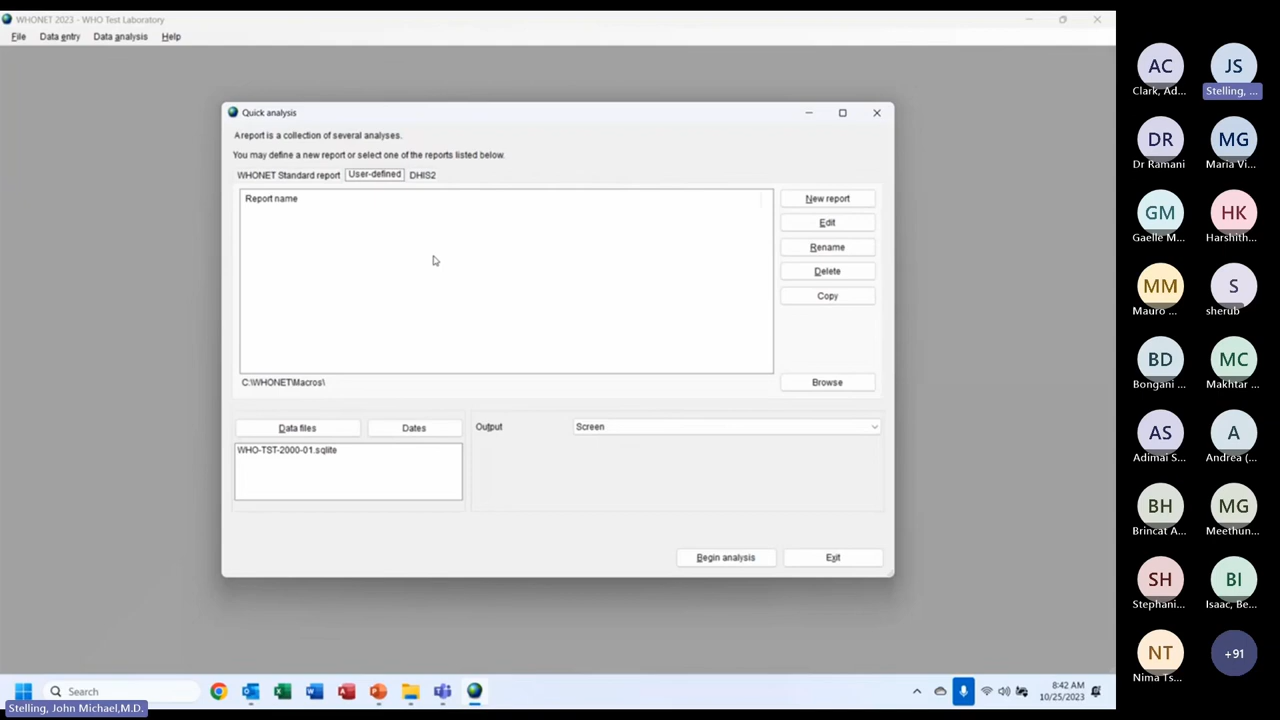 WHONET 2023 - WHO Test Laboratory
File Data entry Data analysis Help
Quick analysis
A report is a collection of several analyses.
You may define a new report or select one of the reports listed below.
WHONET Standard report User-defined DHIS2
Report name
New report
Edit
Rename
Delete
Copy
C:\WHONET\Macros\
Browse
Data files
Dates
Output
Screen
WHO-TST-2000-01.sqlite
Begin analysis
Exit
Search
8:42 AM
10/25/2023
Stelling, John Michael,M.D.
AC
Clark, Ad...
JS
Stelling, ...
DR
Dr Ramani
MG
Maria Vi...
GM
Gaelle M...
HK
Harshith...
MM
Mauro ...
S
sherub
BD
Bongani ...
MC
Makhtar ...
AS
Adimai S...
A
Andrea (...
BH
Brincat A...
MG
Meethun...
SH
Stephani...
BI
Isaac, Be...
NT
Nima Ts...
+91